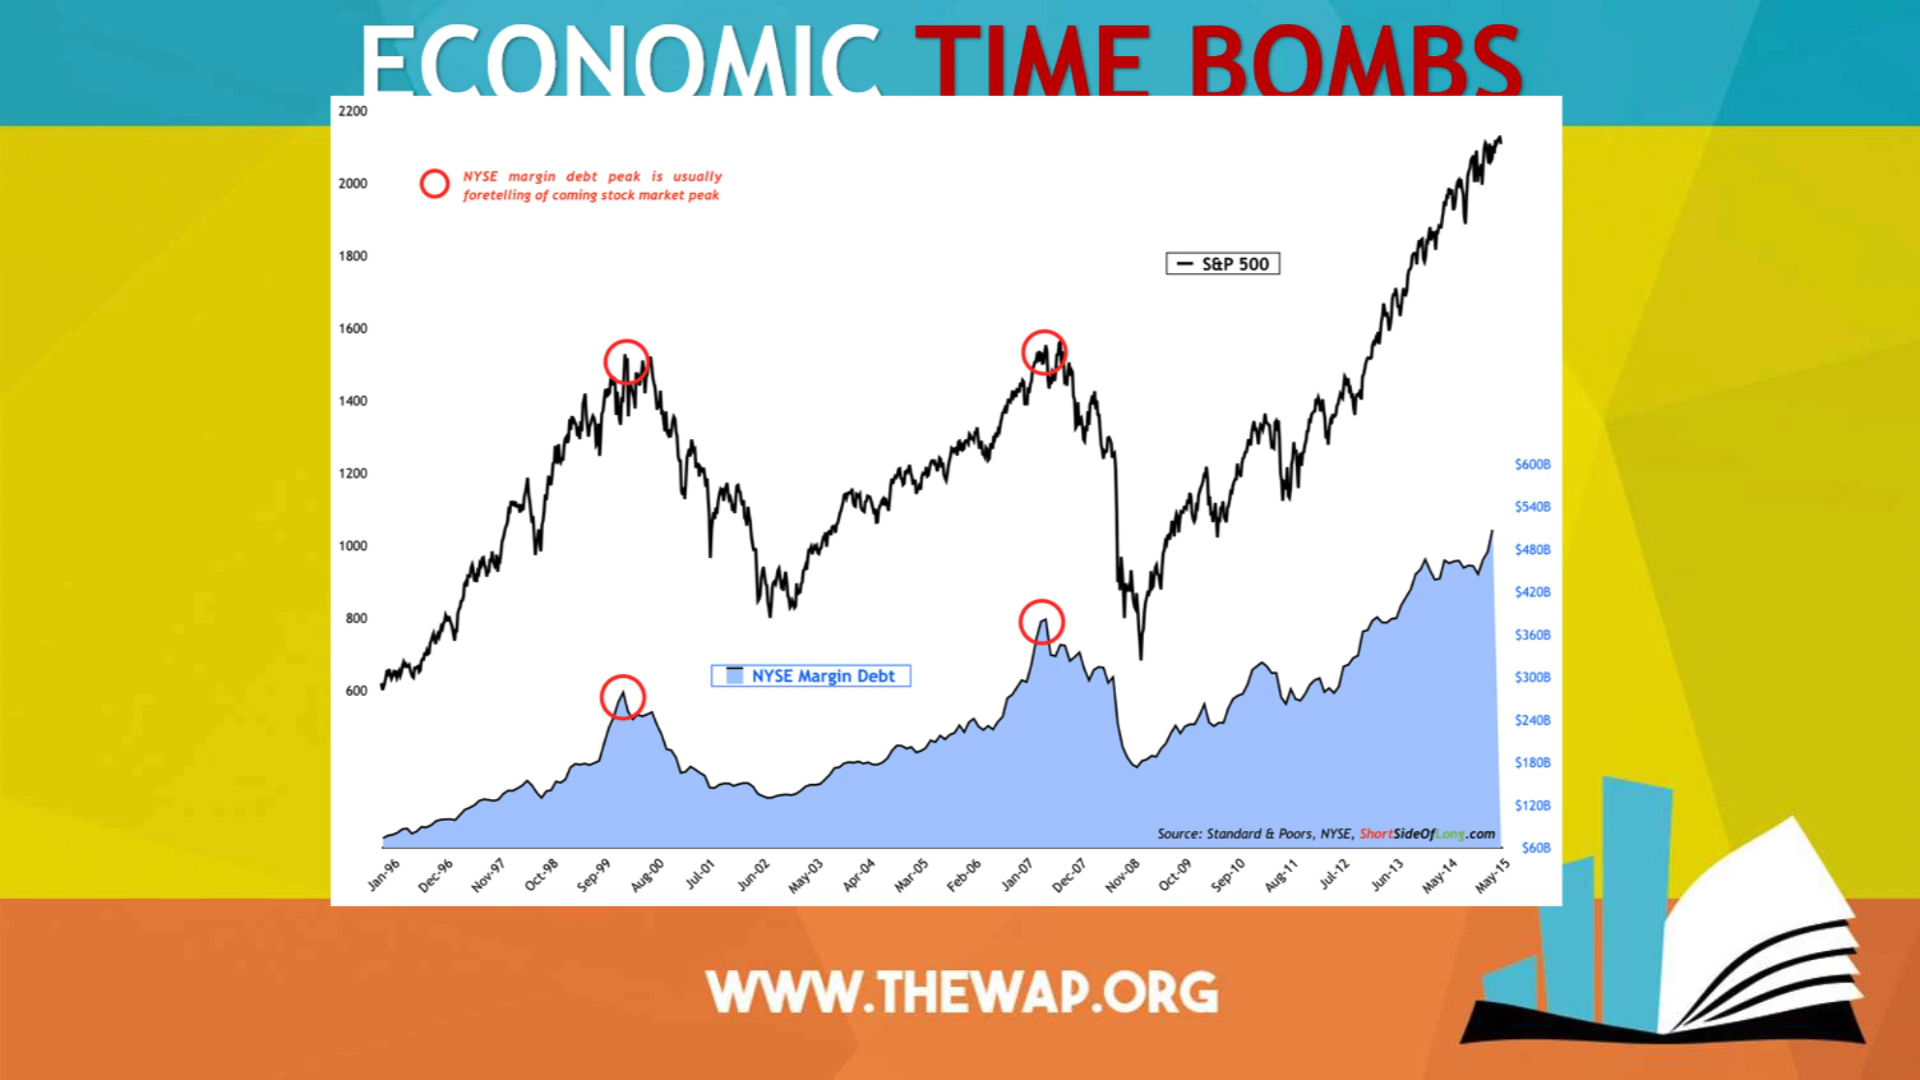 ECONOMIC TIME BOMBS
2200
2000
1800
1600
1400
1200
1000
800
600
NYSE margin debt peak is usually
foretelling of coming stock market peak
S&P 500
NYSE Margin Debt
$600B
$540B
$480B
$420B
$360B
$300B
$240B
$180B
$120B
$60B
Source: Standard & Poors, NYSE, ShortSideOfLong.com
Jan-96
Dec-96
Nov-97
Oct-98
Sep-99
Aug-00
Jul-01
Jun-02
May-03
Apr-04
Mar-05
Feb-06
Jan-07
Dec-07
Nov-08
Oct-09
Sep-10
Aug-11
Jul-12
Jun-13
May-14
May-15
WWW.THEWAP.ORG